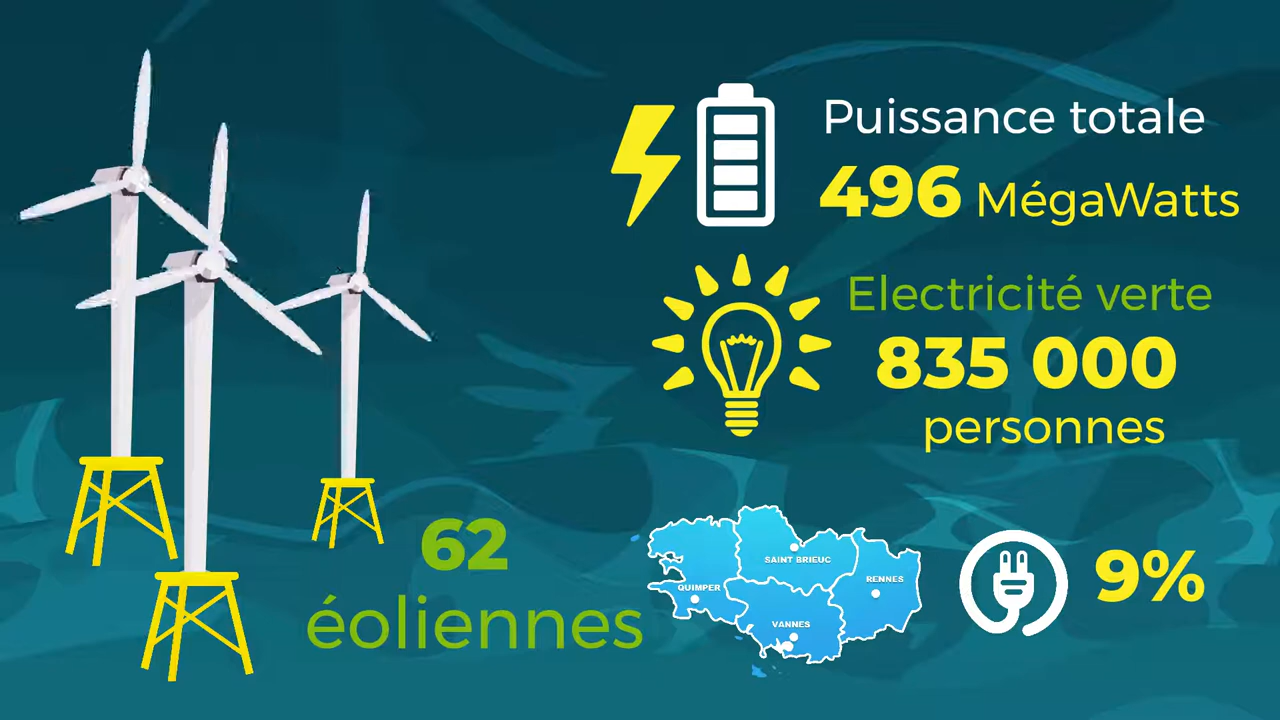 Puissance totale
496 MégaWatts
Electricité verte
835 000
personnes
62
éoliennes
SAINT BRIEUC
QUIMPER
RENNES
VANNES
9%